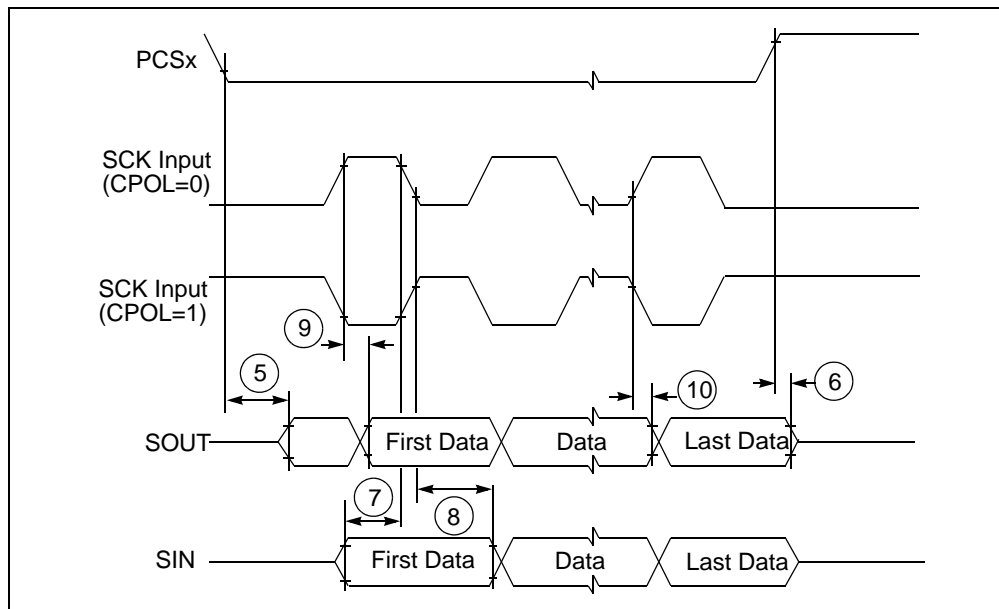 PCSx
SCK Input
(CPOL=0)
SCK Input
(CPOL=1)
9
5
10
6
SOUT
First Data
Data
Last Data
7
8
SIN
First Data
Data
Last Data